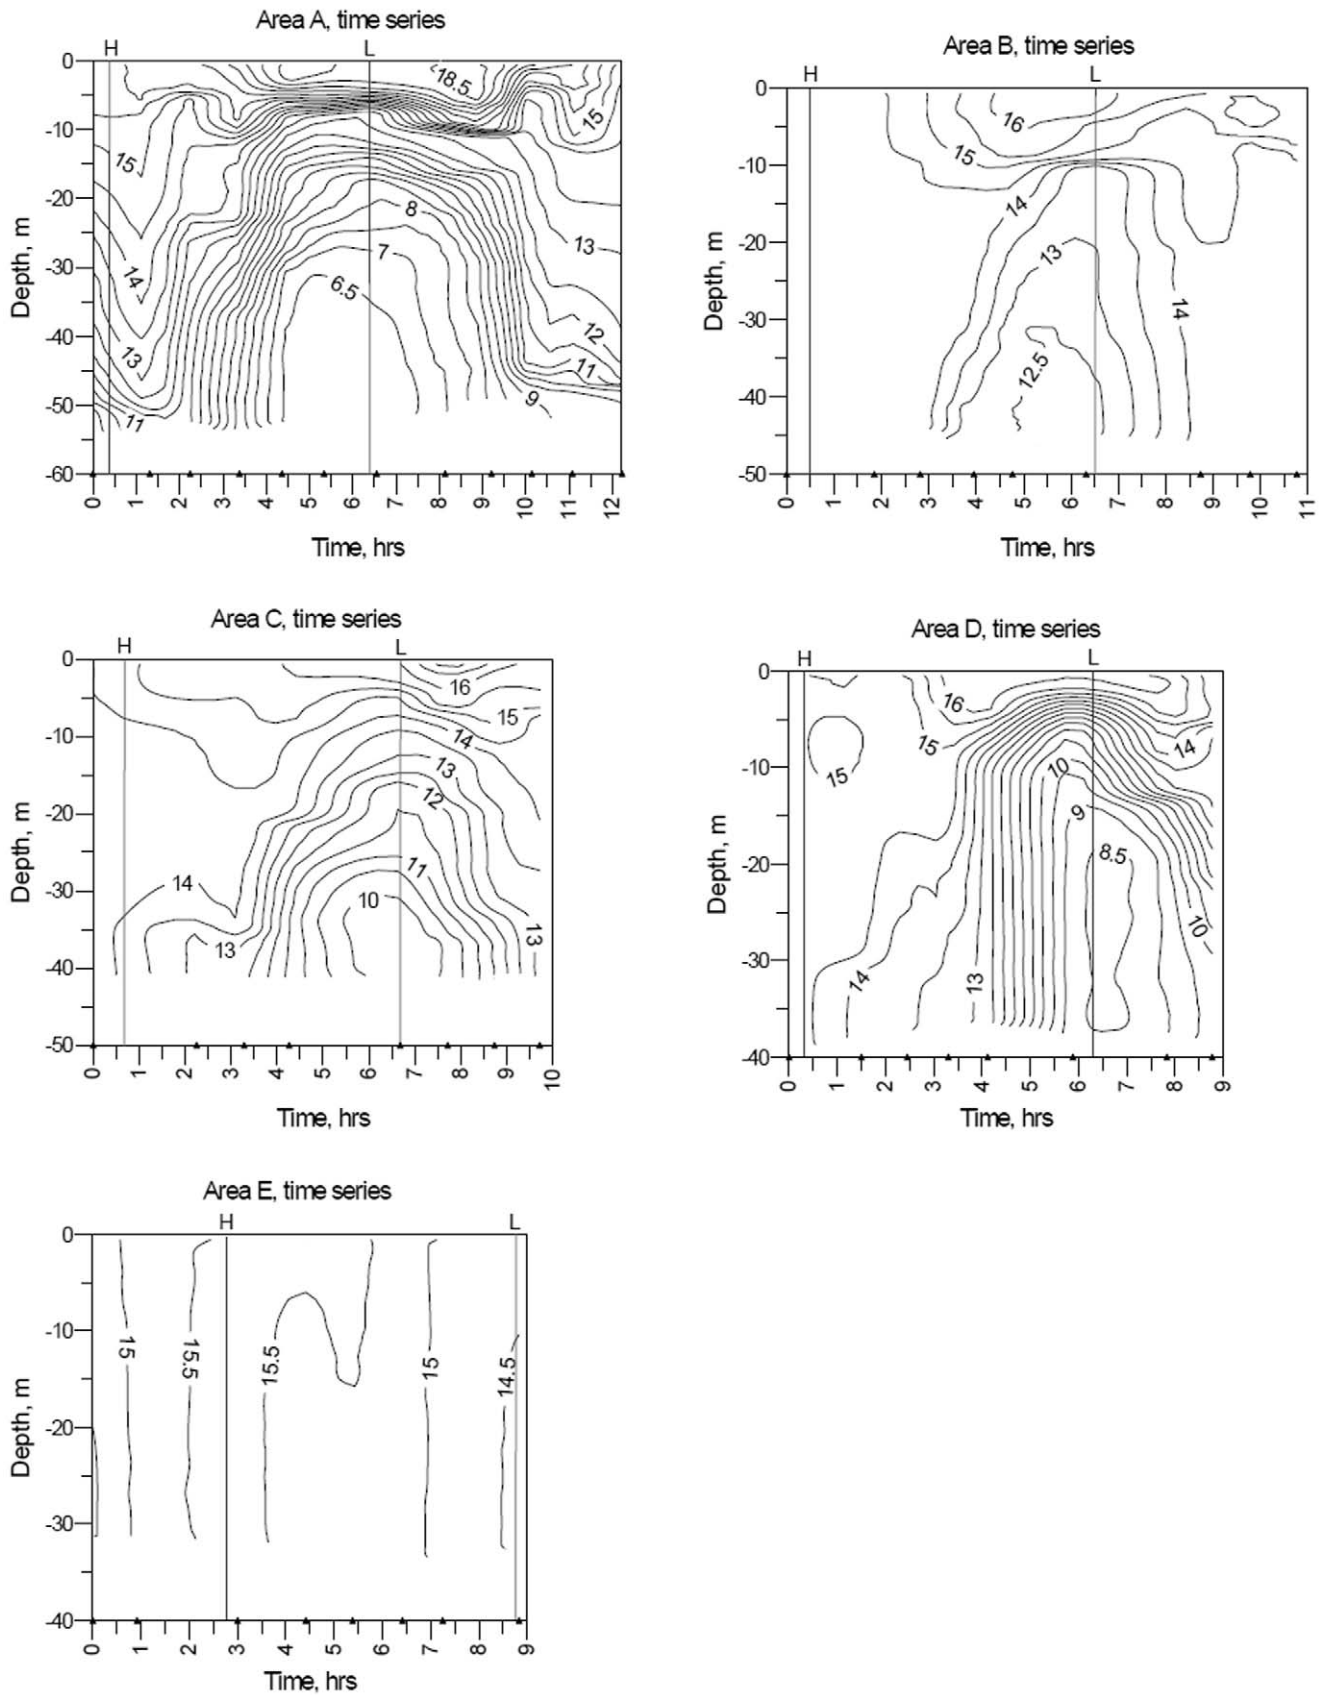 Area A, time series
H
L
0
-10
-20
-30
-40
-50
-60
Depth, m
18.5
15
15
14
13
11
8
7
6.5
13
12
11
9
0 1 2 3 4 5 6 7 8 9 10 11 12
Time, hrs
Area B, time series
H
L
0
-10
-20
-30
-40
-50
Depth, m
16
15
14
13
12.5
14
0 1 2 3 4 5 6 7 8 9 10 11
Time, hrs
Area C, time series
H
L
0
-10
-20
-30
-40
-50
Depth, m
16
15
14
13
12
11
10
14
13
13
0 1 2 3 4 5 6 7 8 9 10
Time, hrs
Area D, time series
H
L
0
-10
-20
-30
-40
Depth, m
16
15
15
14
10
9
8.5
14
13
10
0 1 2 3 4 5 6 7 8 9
Time, hrs
Area E, time series
H
L
0
-10
-20
-30
-40
Depth, m
15
15.5
15.5
15
14.5
0 1 2 3 4 5 6 7 8 9
Time, hrs